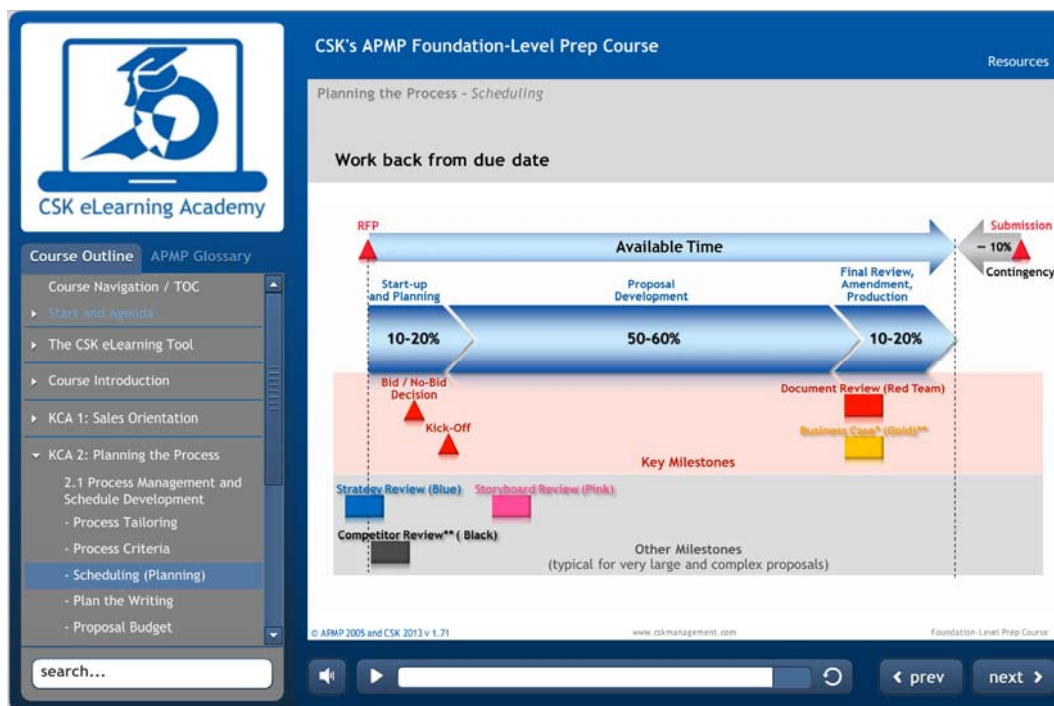 CSK eLearning Academy
Course Outline
APMP Glossary
Course Navigation / TOC
Start and Agenda
The CSK eLearning Tool
Course Introduction
KCA 1: Sales Orientation
KCA 2: Planning the Process
2.1 Process Management and
Schedule Development
- Process Tailoring
- Process Criteria
- Scheduling (Planning)
- Plan the Writing
- Proposal Budget
search...
CSK's APMP Foundation-Level Prep Course
Resources
Planning the Process - Scheduling
Work back from due date
RFP
Available Time
Submission
– 10%
Contingency
Start-up
and Planning
Proposal
Development
Final Review,
Amendment,
Production
10-20%
50-60%
10-20%
Bid / No-Bid
Decision
Kick-Off
Document Review (Red Team)
Business Case* (Gold)**
Key Milestones
Strategy Review (Blue)
Storyboard Review (Pink)
Competitor Review** ( Black)
Other Milestones
(typical for very large and complex proposals)
© APMP 2005 and CSK 2013 v 1.71
www.cskmanagement.com
Foundation-Level Prep Course
prev
next